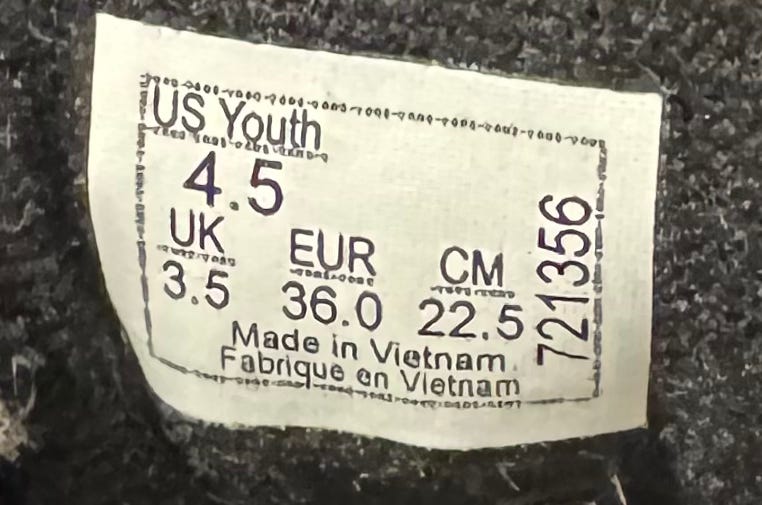 US Youth
4.5
UK EUR CM
3.5 36.0 22.5
Made in Vietnam
Fabrique en Vietnam
721356